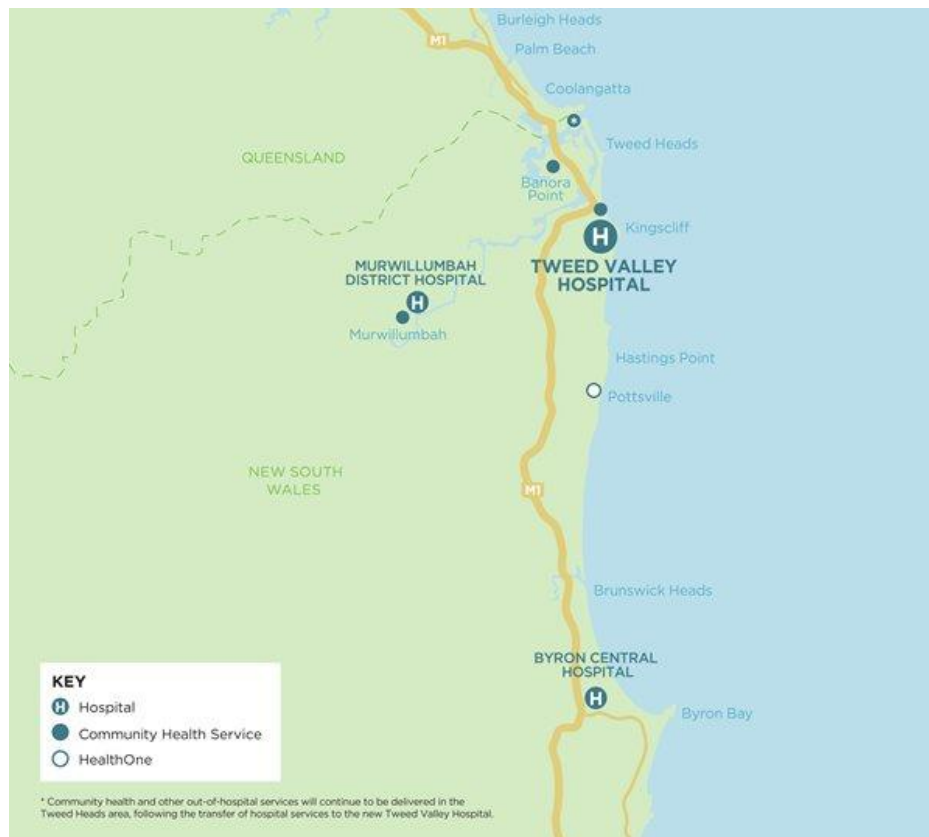 Burleigh Heads
M1
Palm Beach
Coolangatta
Tweed Heads
QUEENSLAND
Banora
Point
Kingscliff
H
TWEED VALLEY
HOSPITAL
MURWILLUMBAH
DISTRICT HOSPITAL
H
Murwillumbah
Hastings Point
Pottsville
NEW SOUTH
WALES
M1
Brunswick Heads
BYRON CENTRAL
HOSPITAL
H
Byron Bay
KEY
H Hospital
Community Health Service
HealthOne
* Community health and other out-of-hospital services will continue to be delivered in the
Tweed Heads area, following the transfer of hospital services to the new Tweed Valley Hospital.